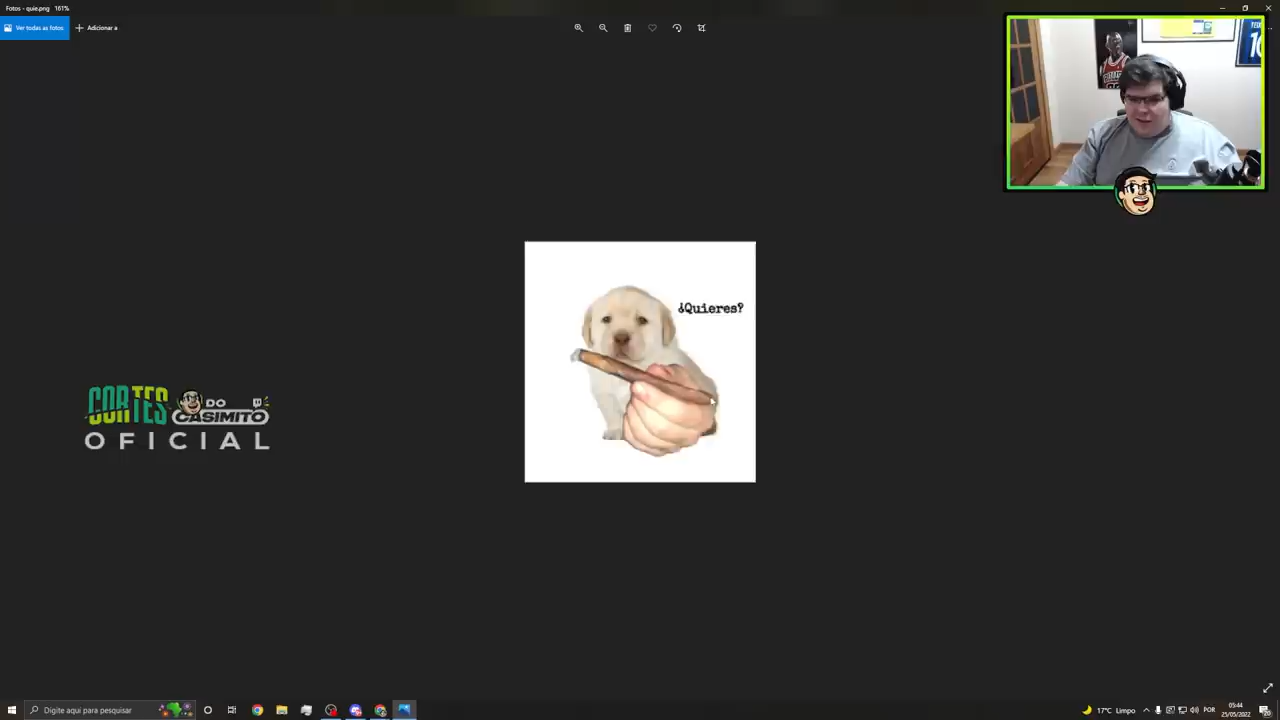 Fotos - quie.png 161%
Ver todas as fotos
Adicionar a
¿Quieres?
CORTES DO CASIMITO
OFICIAL
Digite aqui para pesquisar
17°C Limpo
POR
05:44
25/05/2022